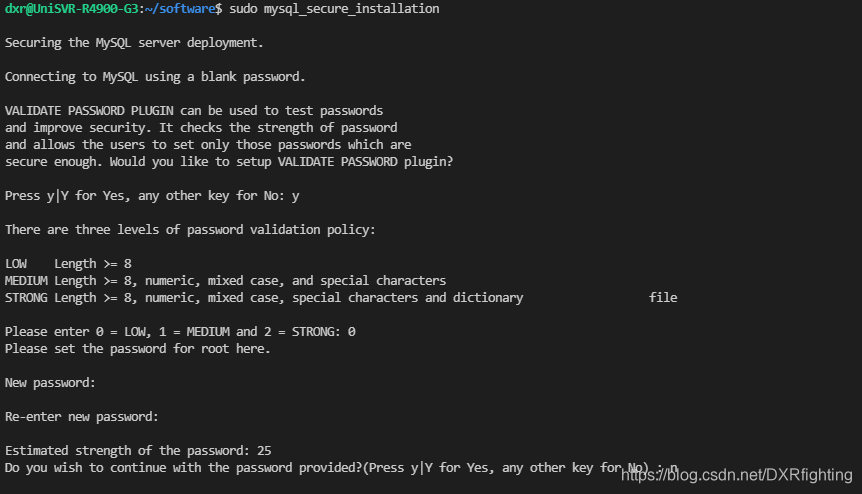 dxr@UniSVR-R4900-G3:~/software$ sudo mysql_secure_installation
Securing the MySQL server deployment.
Connecting to MySQL using a blank password.
VALIDATE PASSWORD PLUGIN can be used to test passwords
and improve security. It checks the strength of password
and allows the users to set only those passwords which are
secure enough. Would you like to setup VALIDATE PASSWORD plugin?
Press y|Y for Yes, any other key for No: y
There are three levels of password validation policy:
LOW    Length >= 8
MEDIUM Length >= 8, numeric, mixed case, and special characters
STRONG Length >= 8, numeric, mixed case, special characters and dictionary                  file
Please enter 0 = LOW, 1 = MEDIUM and 2 = STRONG: 0
Please set the password for root here.
New password:
Re-enter new password:
Estimated strength of the password: 25
Do you wish to continue with the password provided?(Press y|Y for Yes, any other key for No) : n
https://blog.csdn.net/DXRfighting